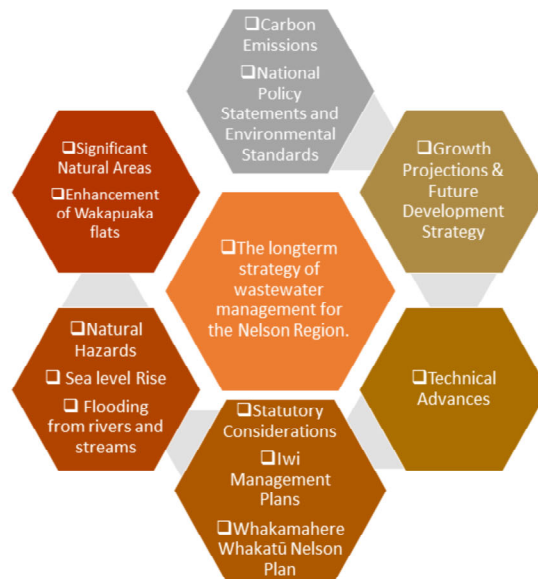 ❑Carbon
Emissions
❑National
Policy
Statements and
Environmental
Standards
❑Growth
Projections &
Future
Development
Strategy
❑Technical
Advances
❑Statutory
Considerations
❑Iwi
Management
Plans
❑Whakamahere
Whakatū Nelson
Plan
❑Natural
Hazards
❑Sea level Rise
❑Flooding
from rivers and
streams
❑Significant
Natural Areas
❑Enhancement
of Wakapuaka
flats
❑The longterm
strategy of
wastewater
management for
the Nelson Region.